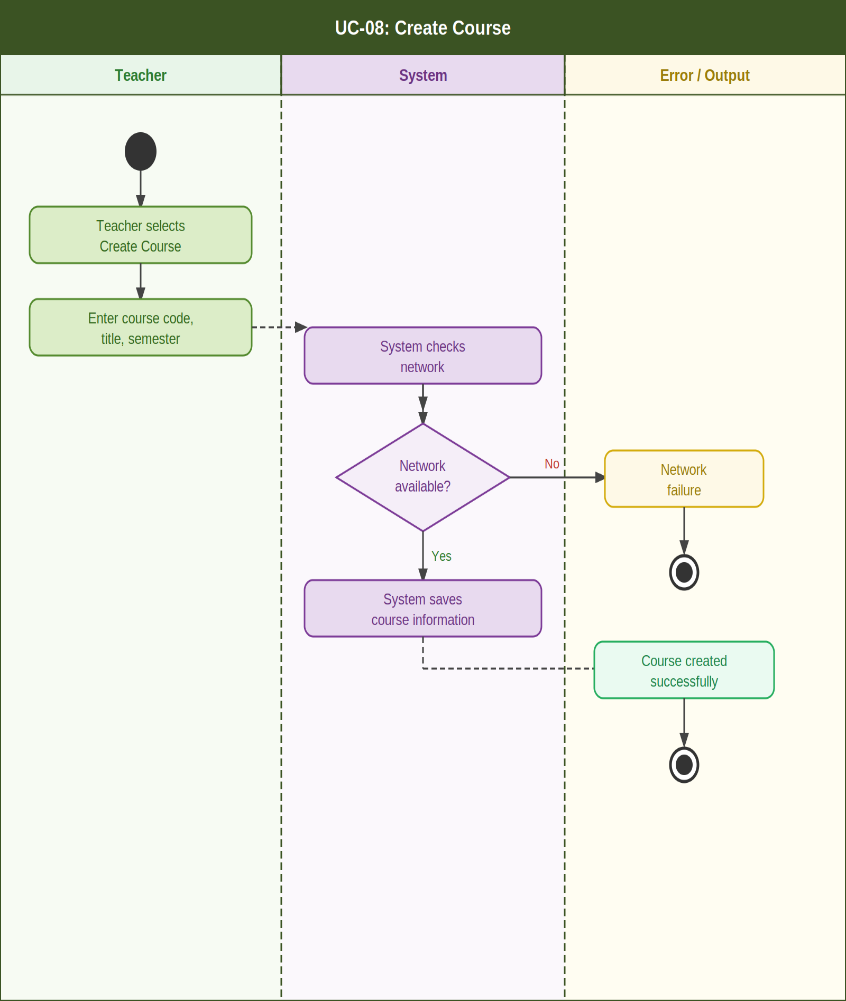 UC-08: Create Course
Teacher
System
Error / Output
Teacher selects
Create Course
Enter course code,
title, semester
System checks
network
Network
available?
No
Network
failure
Yes
System saves
course information
Course created
successfully